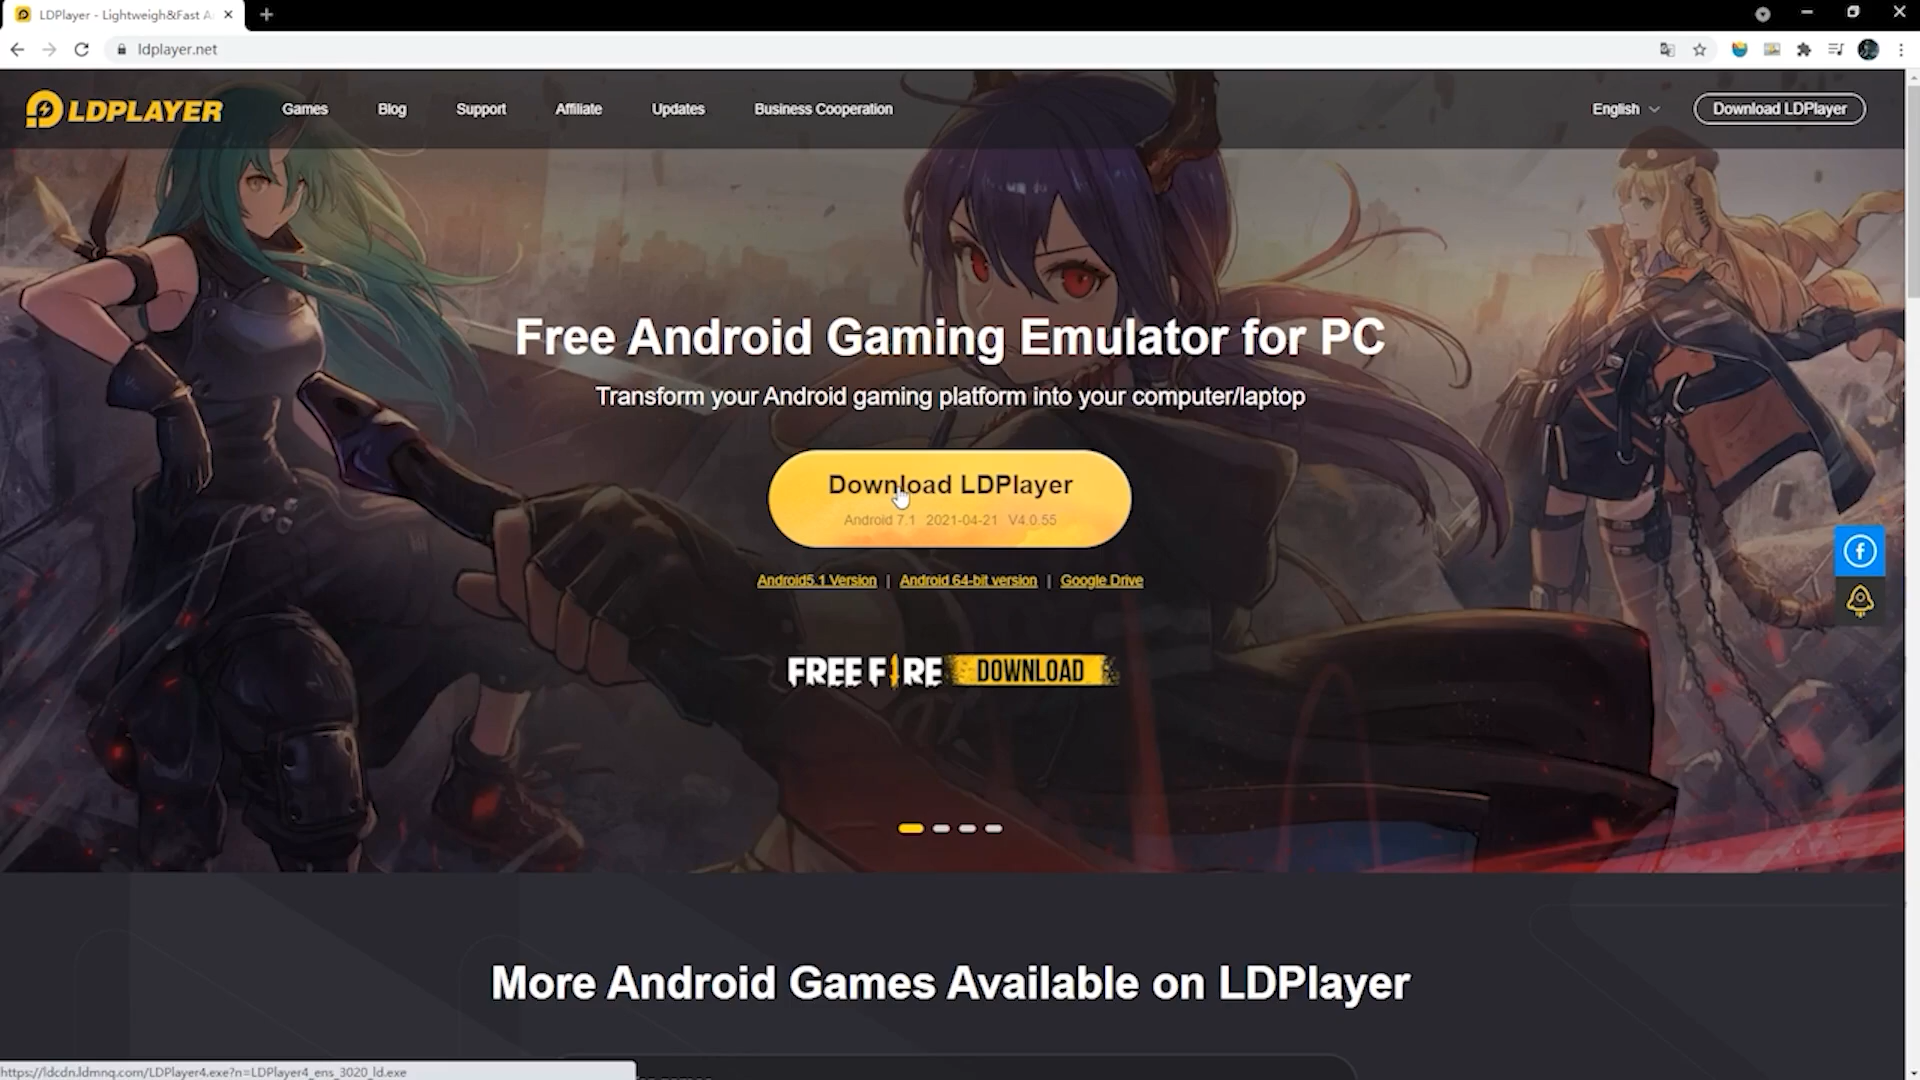 LDPlayer - Lightweigh&Fast A
ldplayer.net
LDPLAYER
Games
Blog
Support
Affiliate
Updates
Business Cooperation
English
Download LDPlayer
Free Android Gaming Emulator for PC
Transform your Android gaming platform into your computer/laptop
Download LDPlayer
Android 7.1 2021-04-21 V4.0.55
Android5.1 Version | Android 64-bit version | Google Drive
FREE FIRE DOWNLOAD
More Android Games Available on LDPlayer
https://ldcdn.ldmnq.com/LDPlayer4.exe?n=LDPlayer4_ens_3020_ld.exe